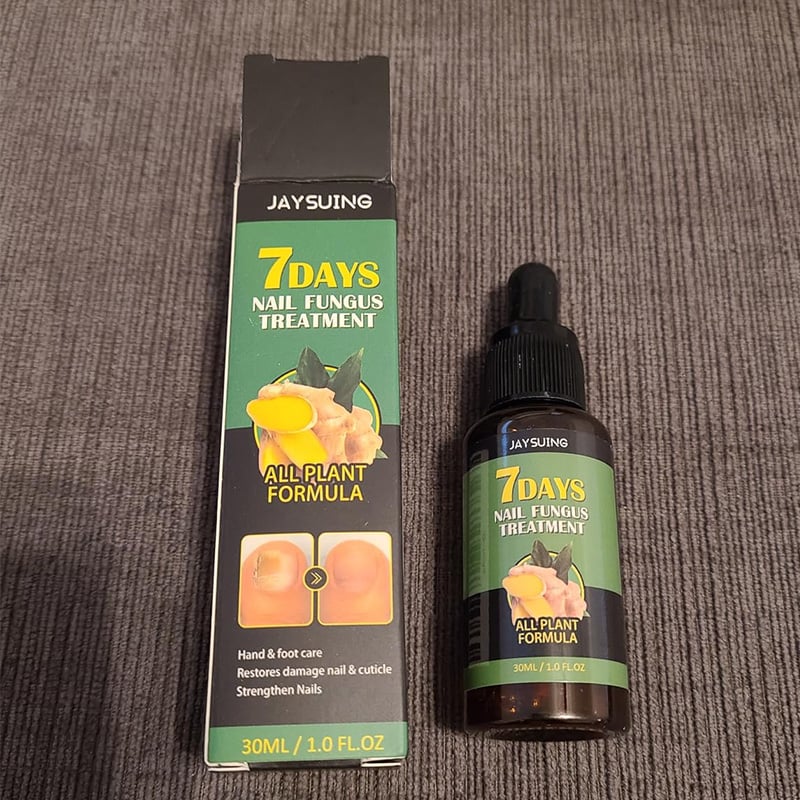 JAYSUING
7DAYS
NAIL FUNGUS
TREATMENT
ALL PLANT
FORMULA
Hand & foot care
Restores damage nail & cuticle
Strengthen Nails
30ML / 1.0 FL.OZ
JAYSUING
7DAYS
NAIL FUNGUS
TREATMENT
ALL PLANT
FORMULA
30ML / 1.0 FL.OZ